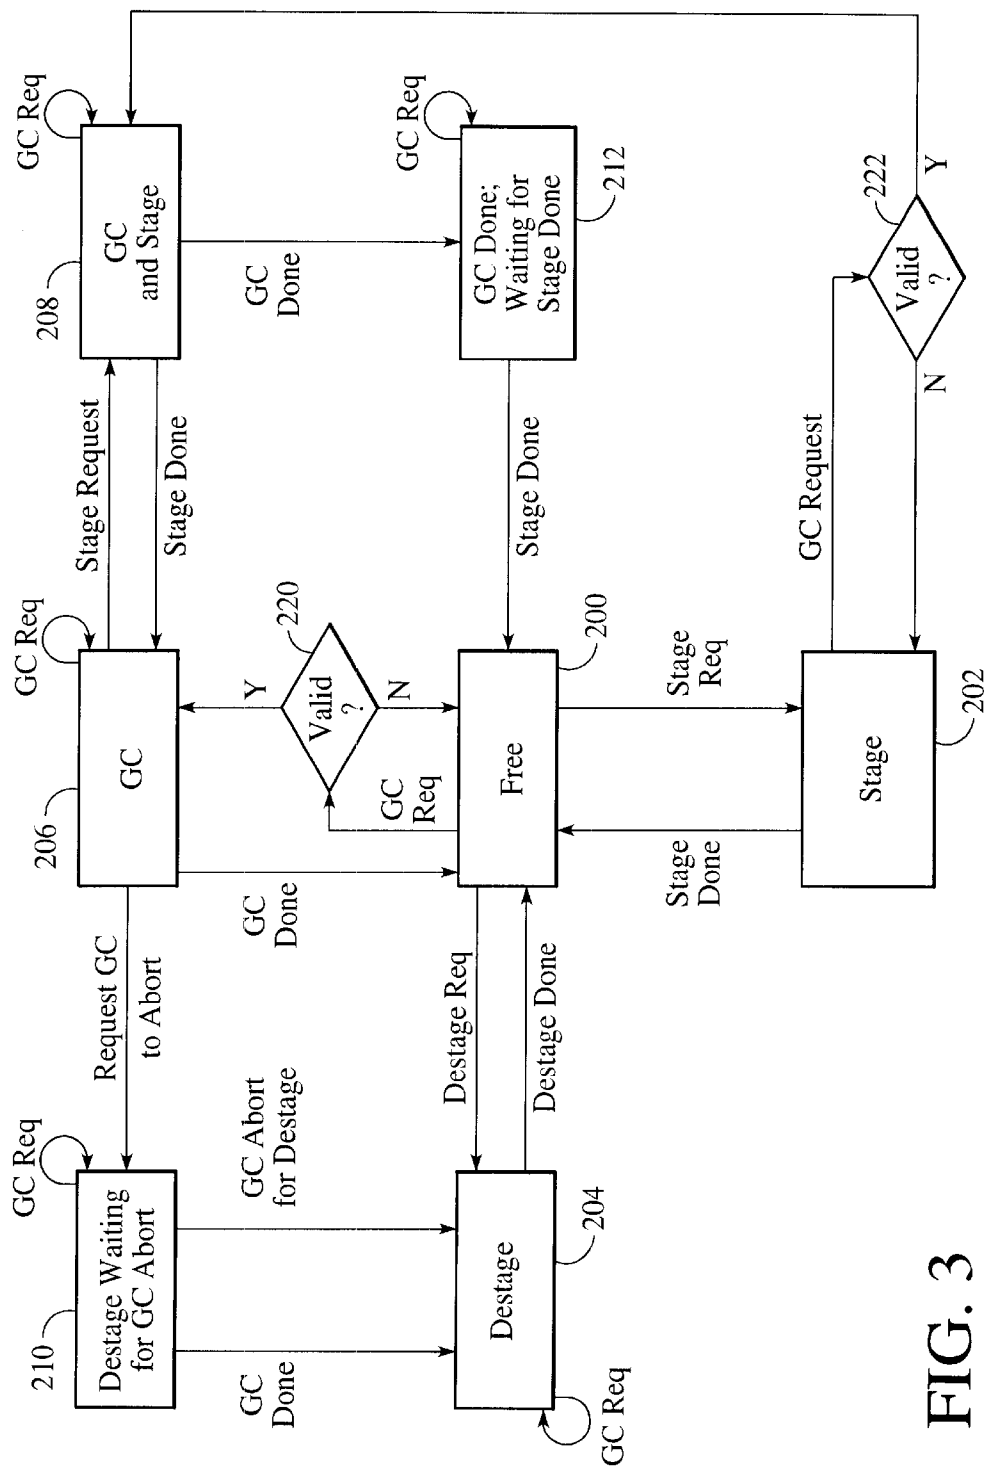 210
Destage Waiting
for GC Abort
GC Req
Request GC
to Abort
206
GC
GC Req
Stage Request
Stage Done
208
GC
and Stage
GC Req
GC
Done
GC Abort
for Destage
GC
Done
GC
Req
Valid
?
220
Y
N
GC
Done
GC Req
GC Done;
Waiting for
Stage Done
212
Destage
204
GC Req
Destage Req
Destage Done
Free
200
Stage Done
Stage
Done
Stage
Req
Stage
202
GC Request
Valid
?
222
N
Y
FIG. 3